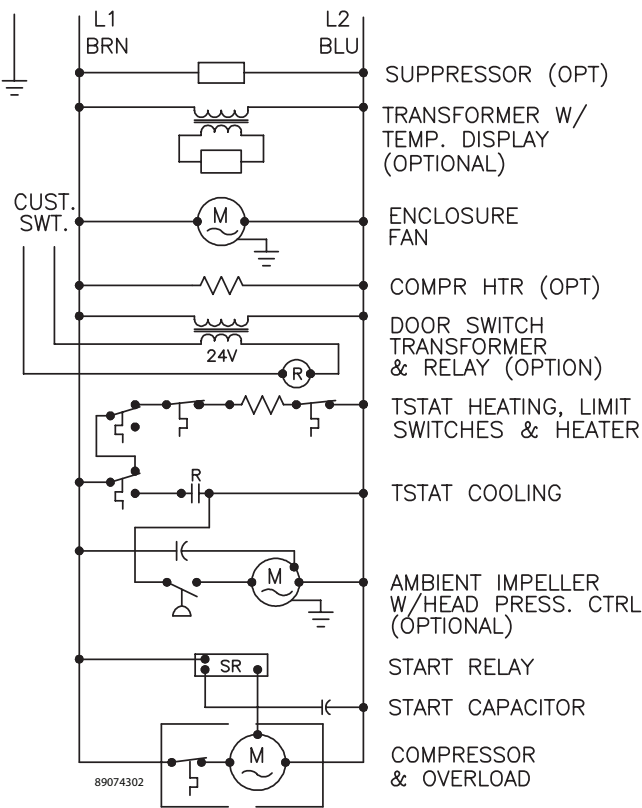 L1
L2
BRN
BLU
SUPPRESSOR (OPT)
TRANSFORMER W/
TEMP. DISPLAY
(OPTIONAL)
CUST.
SWT.
M
ENCLOSURE
FAN
COMPR HTR (OPT)
DOOR SWITCH
TRANSFORMER
& RELAY (OPTION)
24V
R
TSTAT HEATING, LIMIT
SWITCHES & HEATER
R
TSTAT COOLING
M
AMBIENT IMPELLER
W/HEAD PRESS. CTRL
(OPTIONAL)
SR
START RELAY
START CAPACITOR
M
COMPRESSOR
& OVERLOAD
89074302